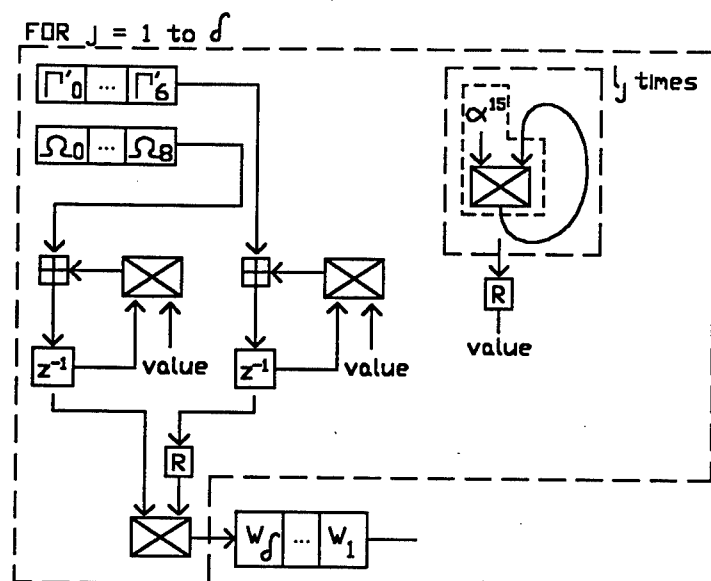 FOR j = 1 to δ
Γ'0 ... Γ'6
lj times
α15
Ω0 ... Ω8
R
value
z-1
value
z-1
value
R
Wδ ... W1